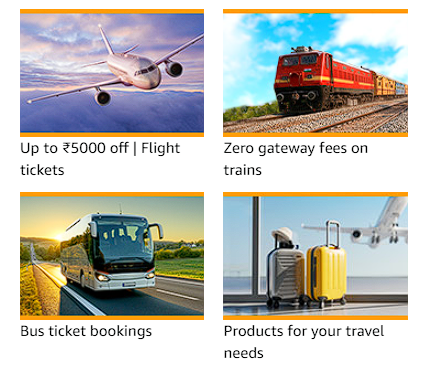 Up to ₹5000 off | Flight
tickets
Zero gateway fees on
trains
Bus ticket bookings
Products for your travel
needs